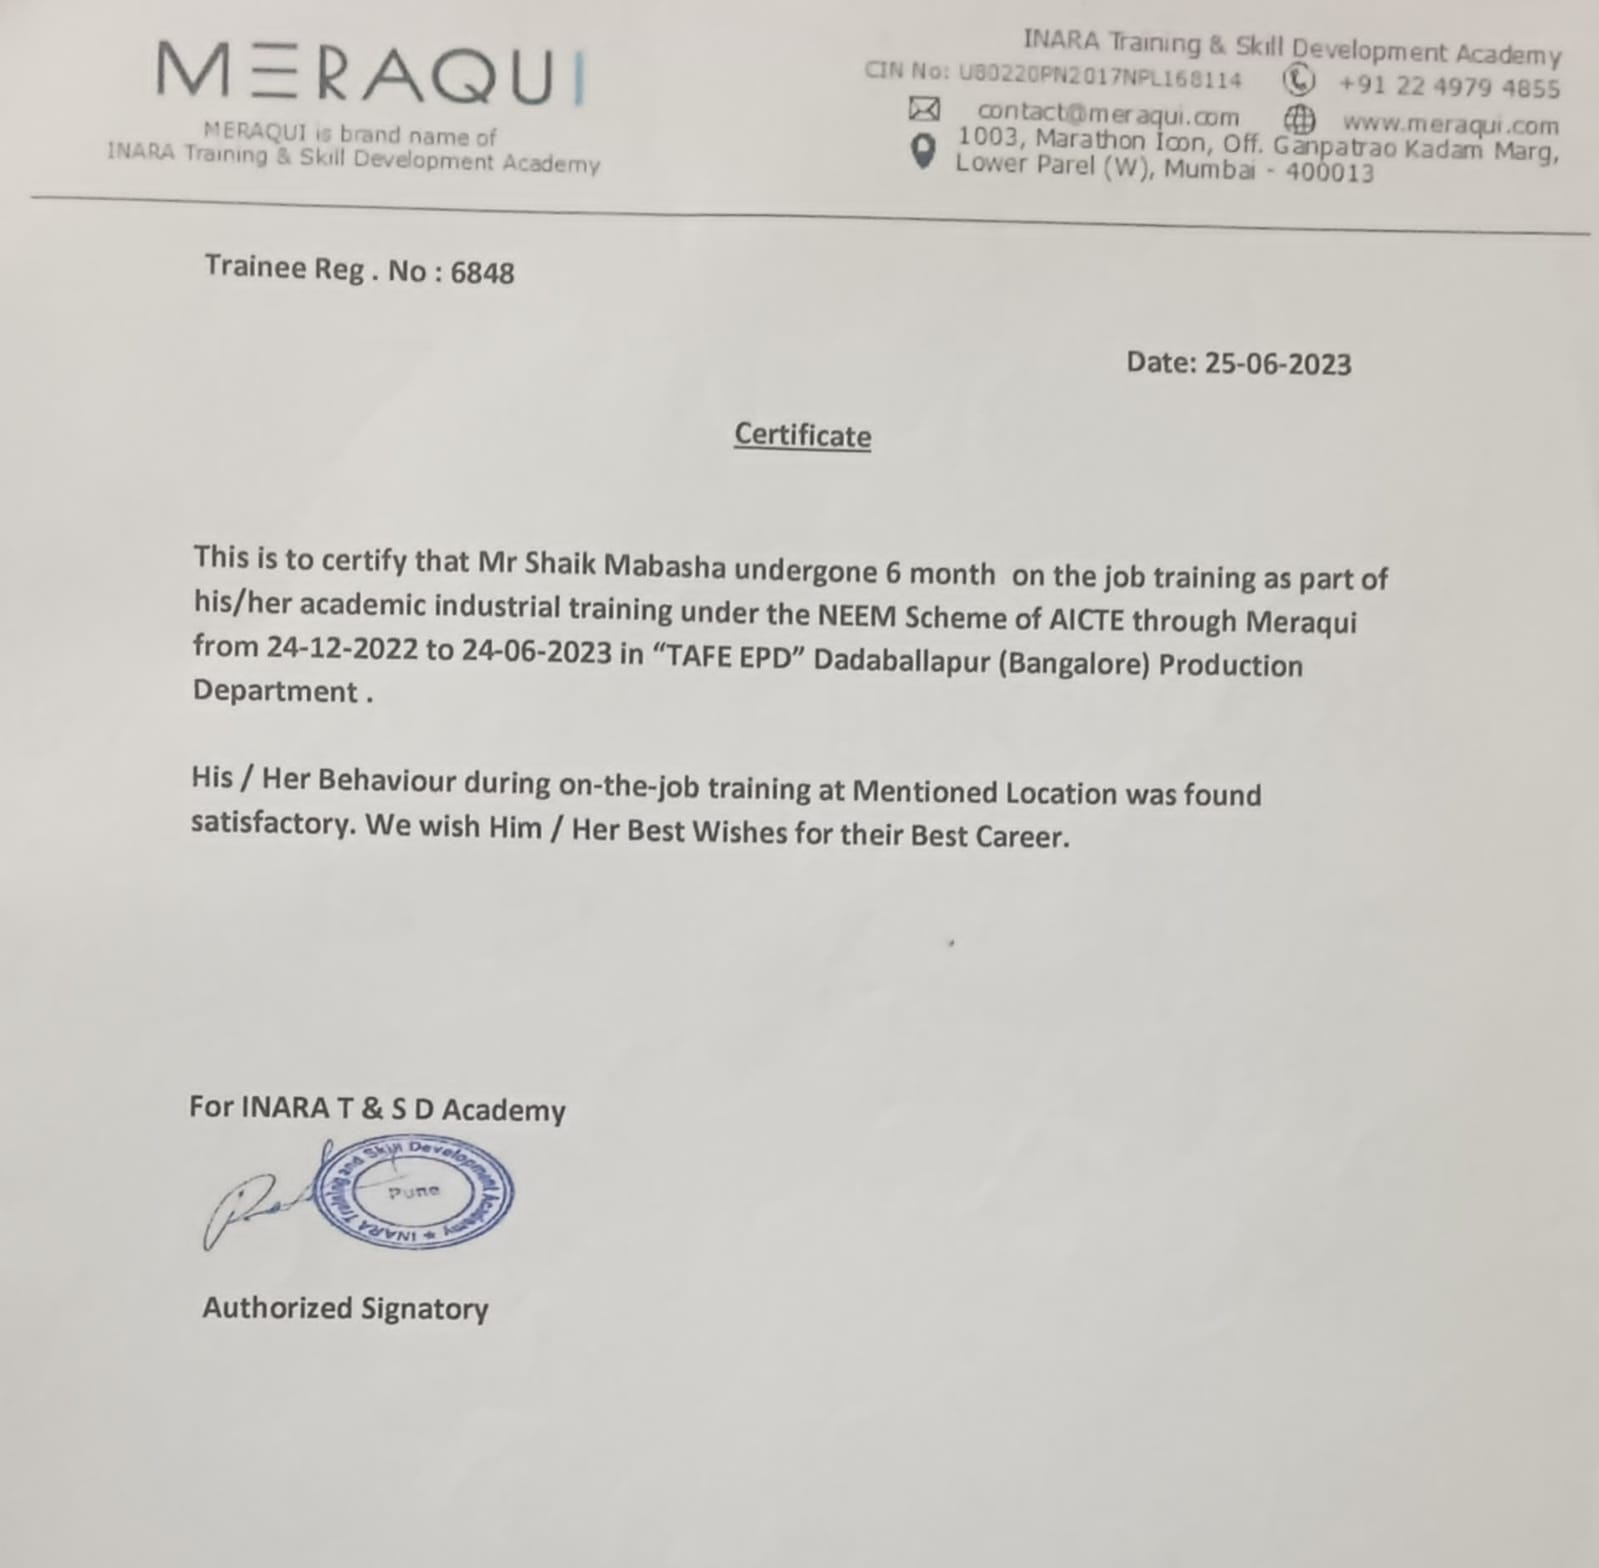 MERAQUI
MERAQUI is brand name of
INARA Training & Skill Development Academy
INARA Training & Skill Development Academy
CIN No: U80220PN2017NPL168114 +91 22 4979 4855
contact@meraqui.com www.meraqui.com
1003, Marathon Icon, Off. Ganpatrao Kadam Marg,
Lower Parel (W), Mumbai - 400013
Trainee Reg . No : 6848
Date: 25-06-2023
Certificate
This is to certify that Mr Shaik Mabasha undergone 6 month on the job training as part of
his/her academic industrial training under the NEEM Scheme of AICTE through Meraqui
from 24-12-2022 to 24-06-2023 in “TAFE EPD” Dadaballapur (Bangalore) Production
Department .
His / Her Behaviour during on-the-job training at Mentioned Location was found
satisfactory. We wish Him / Her Best Wishes for their Best Career.
For INARA T & S D Academy
INARA Training and Skill Development Academy ★
Pune
Authorized Signatory